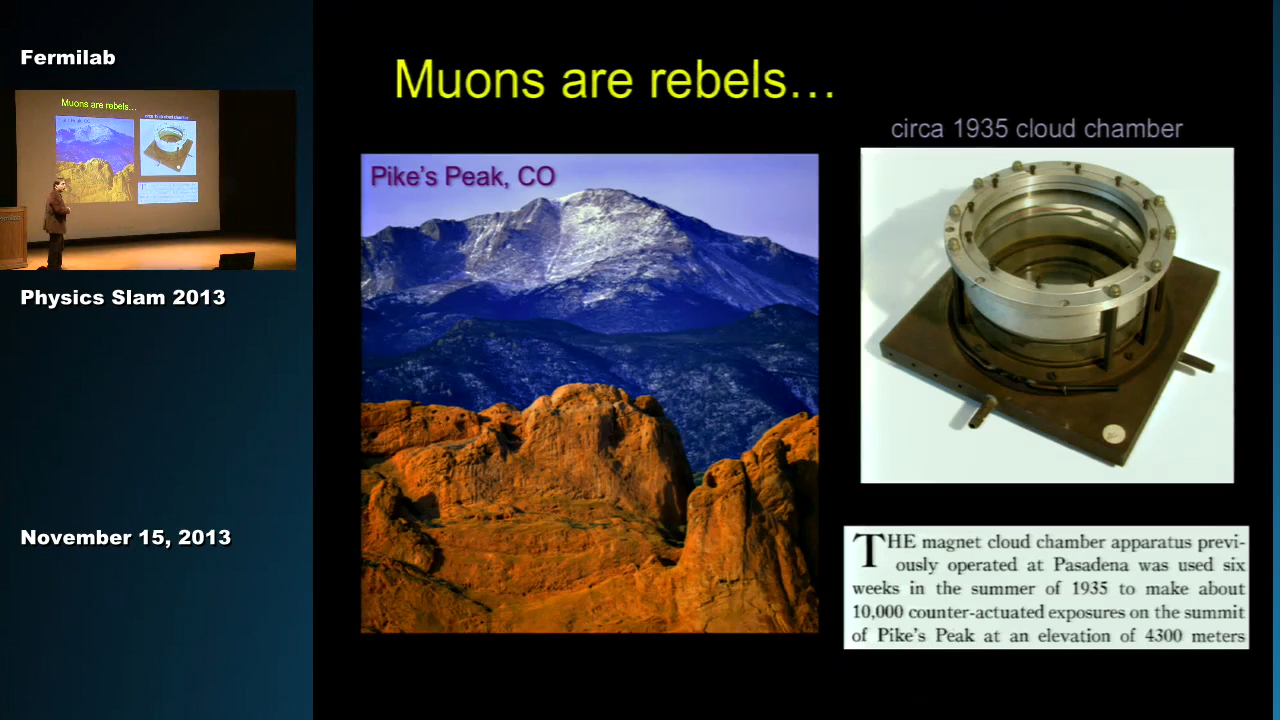 Fermilab
Muons are rebels...
circa 1935 cloud chamber
Pike's Peak, CO
Muons are rebels...
Physics Slam 2013
November 15, 2013
THE magnet cloud chamber apparatus previ-
ously operated at Pasadena was used six
weeks in the summer of 1935 to make about
10,000 counter-actuated exposures on the summit
of Pike's Peak at an elevation of 4300 meters